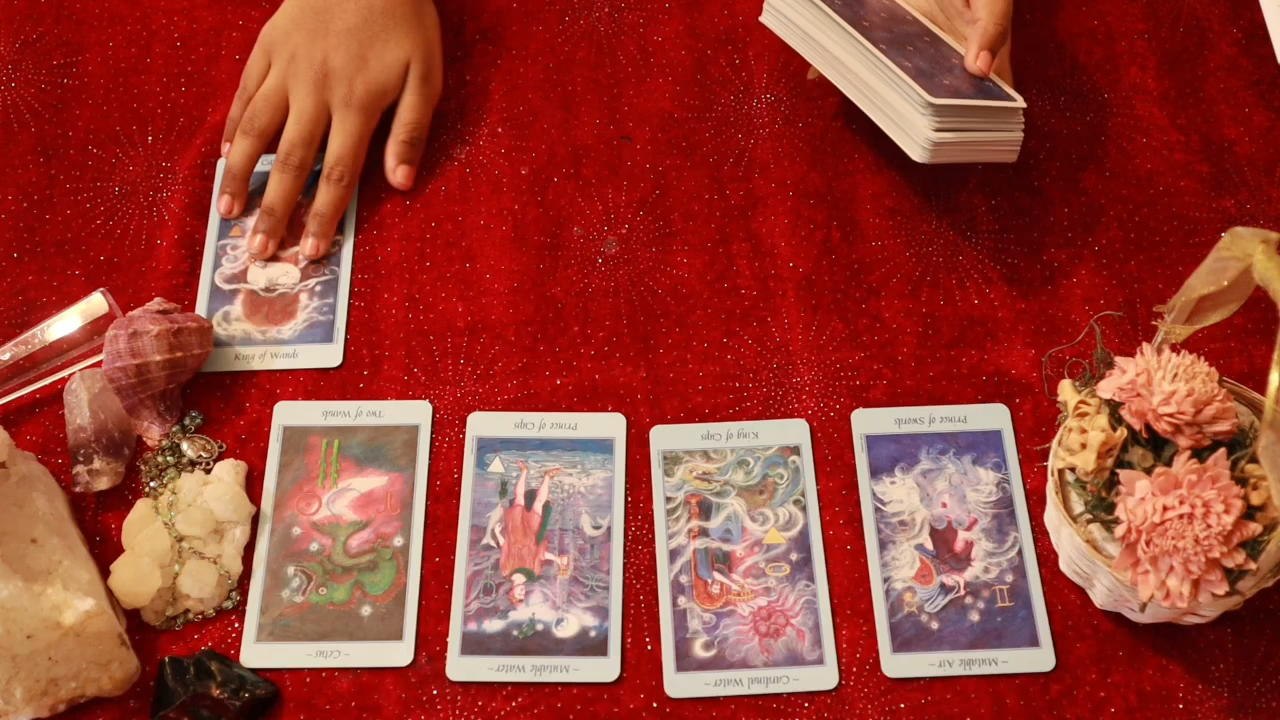 King of Wands
Two of Wands
~ Cetus ~
Prince of Cups
~ Mutable Water ~
King of Cups
~ Cardinal Water ~
Prince of Swords
~ Mutable Air ~